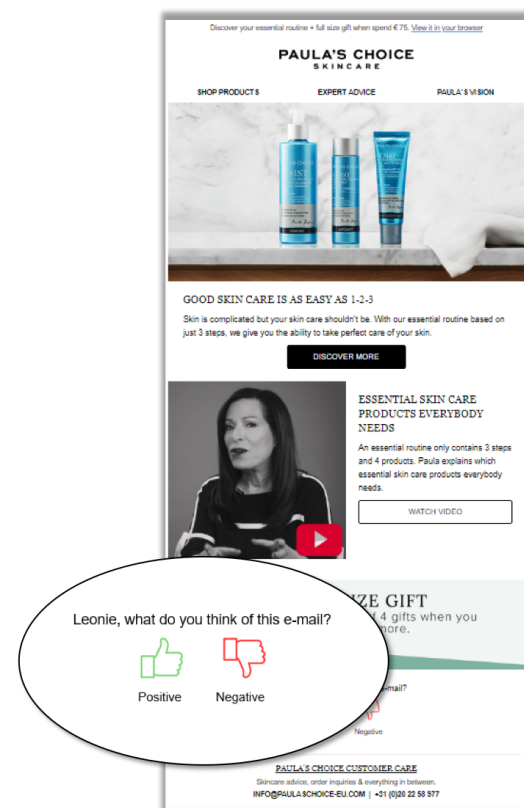 Discover your essential routine + full size gift when spend € 75. View it in your browser
PAULA'S CHOICE
SKINCARE
SHOP PRODUCTS
EXPERT ADVICE
PAULA'S VISION
GOOD SKIN CARE IS AS EASY AS 1-2-3
Skin is complicated but your skin care shouldn't be. With our essential routine based on
just 3 steps, we give you the ability to take perfect care of your skin.
DISCOVER MORE
ESSENTIAL SKIN CARE
PRODUCTS EVERYBODY
NEEDS
An essential routine only contains 3 steps
and 4 products. Paula explains which
essential skin care products everybody
needs.
WATCH VIDEO
GIFT
4 gifts when you
Leonie, what do you think of this e-mail?
Positive
Negative
Negative
PAULA'S CHOICE CUSTOMER CARE
Skincare advice, order inquiries & everything in between.
INFO@PAULASCHOICE-EU.COM | +31 (0)20 22 58 977